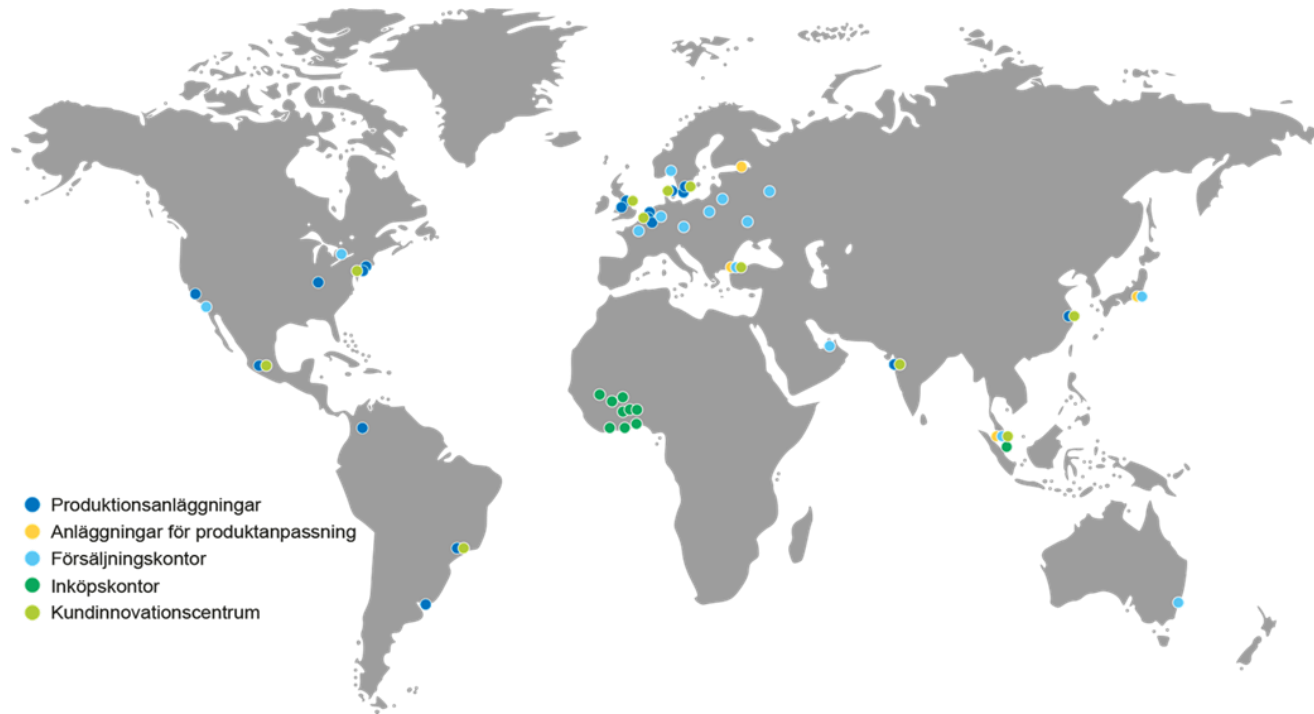 Produktionsanläggningar
Anläggningar för produktanpassning
Försäljningskontor
Inköpskontor
Kundinnovationscentrum